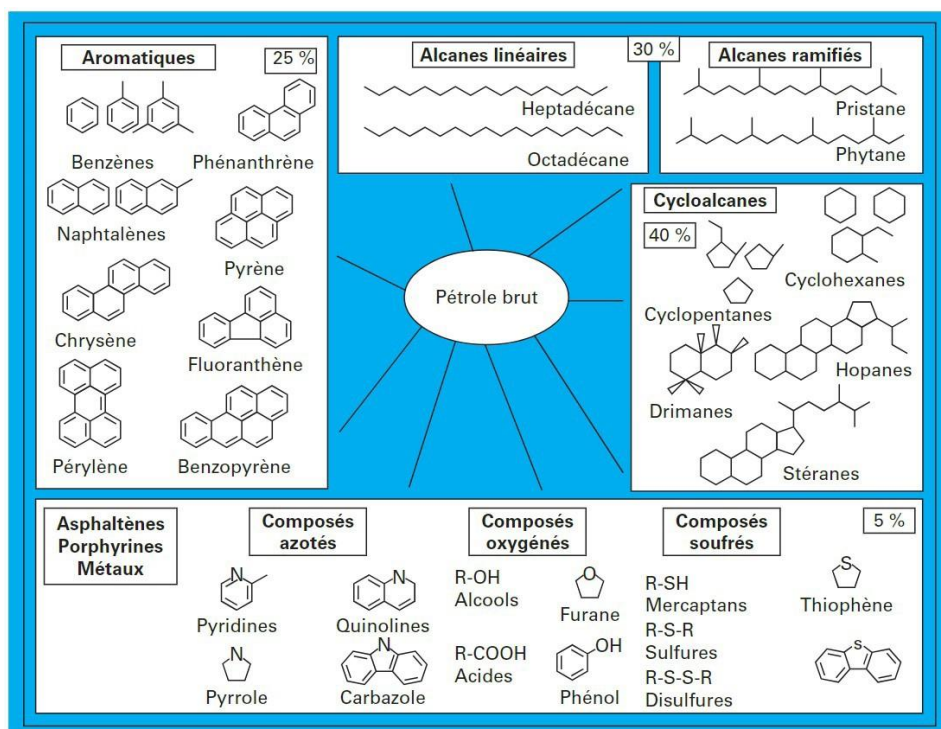 Aromatiques
25 %
Benzènes
Phénanthrène
Naphtalènes
Pyrène
Chrysène
Fluoranthène
Pérylène
Benzopyrène
Alcanes linéaires
30 %
Alcanes ramifiés
Heptadécane
Octadécane
Pristane
Phytane
Cycloalcanes
40 %
Cyclohexanes
Cyclopentanes
Hopanes
Drimanes
Stéranes
Pétrole brut
Asphaltènes
Porphyrines
Métaux
Composés
azotés
N
Pyridines
N
Quinolines
N
Pyrrole
N
Carbazole
Composés
oxygénés
R-OH
Alcools
O
Furane
R-COOH
Acides
OH
Phénol
Composés
soufrés
5 %
R-SH
Mercaptans
R-S-R
Sulfures
R-S-S-R
Disulfures
S
Thiophène
S